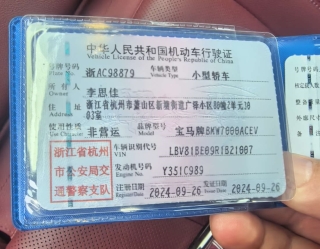 中华人民共和国机动车行驶证
Vehicle License of the People's Republic of China
号牌号码 浙AC98879 车辆类型 小型轿车
Plate No. Vehicle Type
所有人 李思佳
Owner
住址 浙江省杭州市萧山区新塘街道广锦小区80幢2单元30
03室
使用性质 非营运 品牌型号 宝马牌BMW7000ACEV
Use Character Model
浙江省杭州
市公安局交
通警察支队
车辆识别代号 LBV81BE09RIB21007
VIN
发动机号码 Y351C989
Engine No.
注册日期 2024-09-26 发证日期 2024-09-26
Register Date Issue Date
号牌
所有